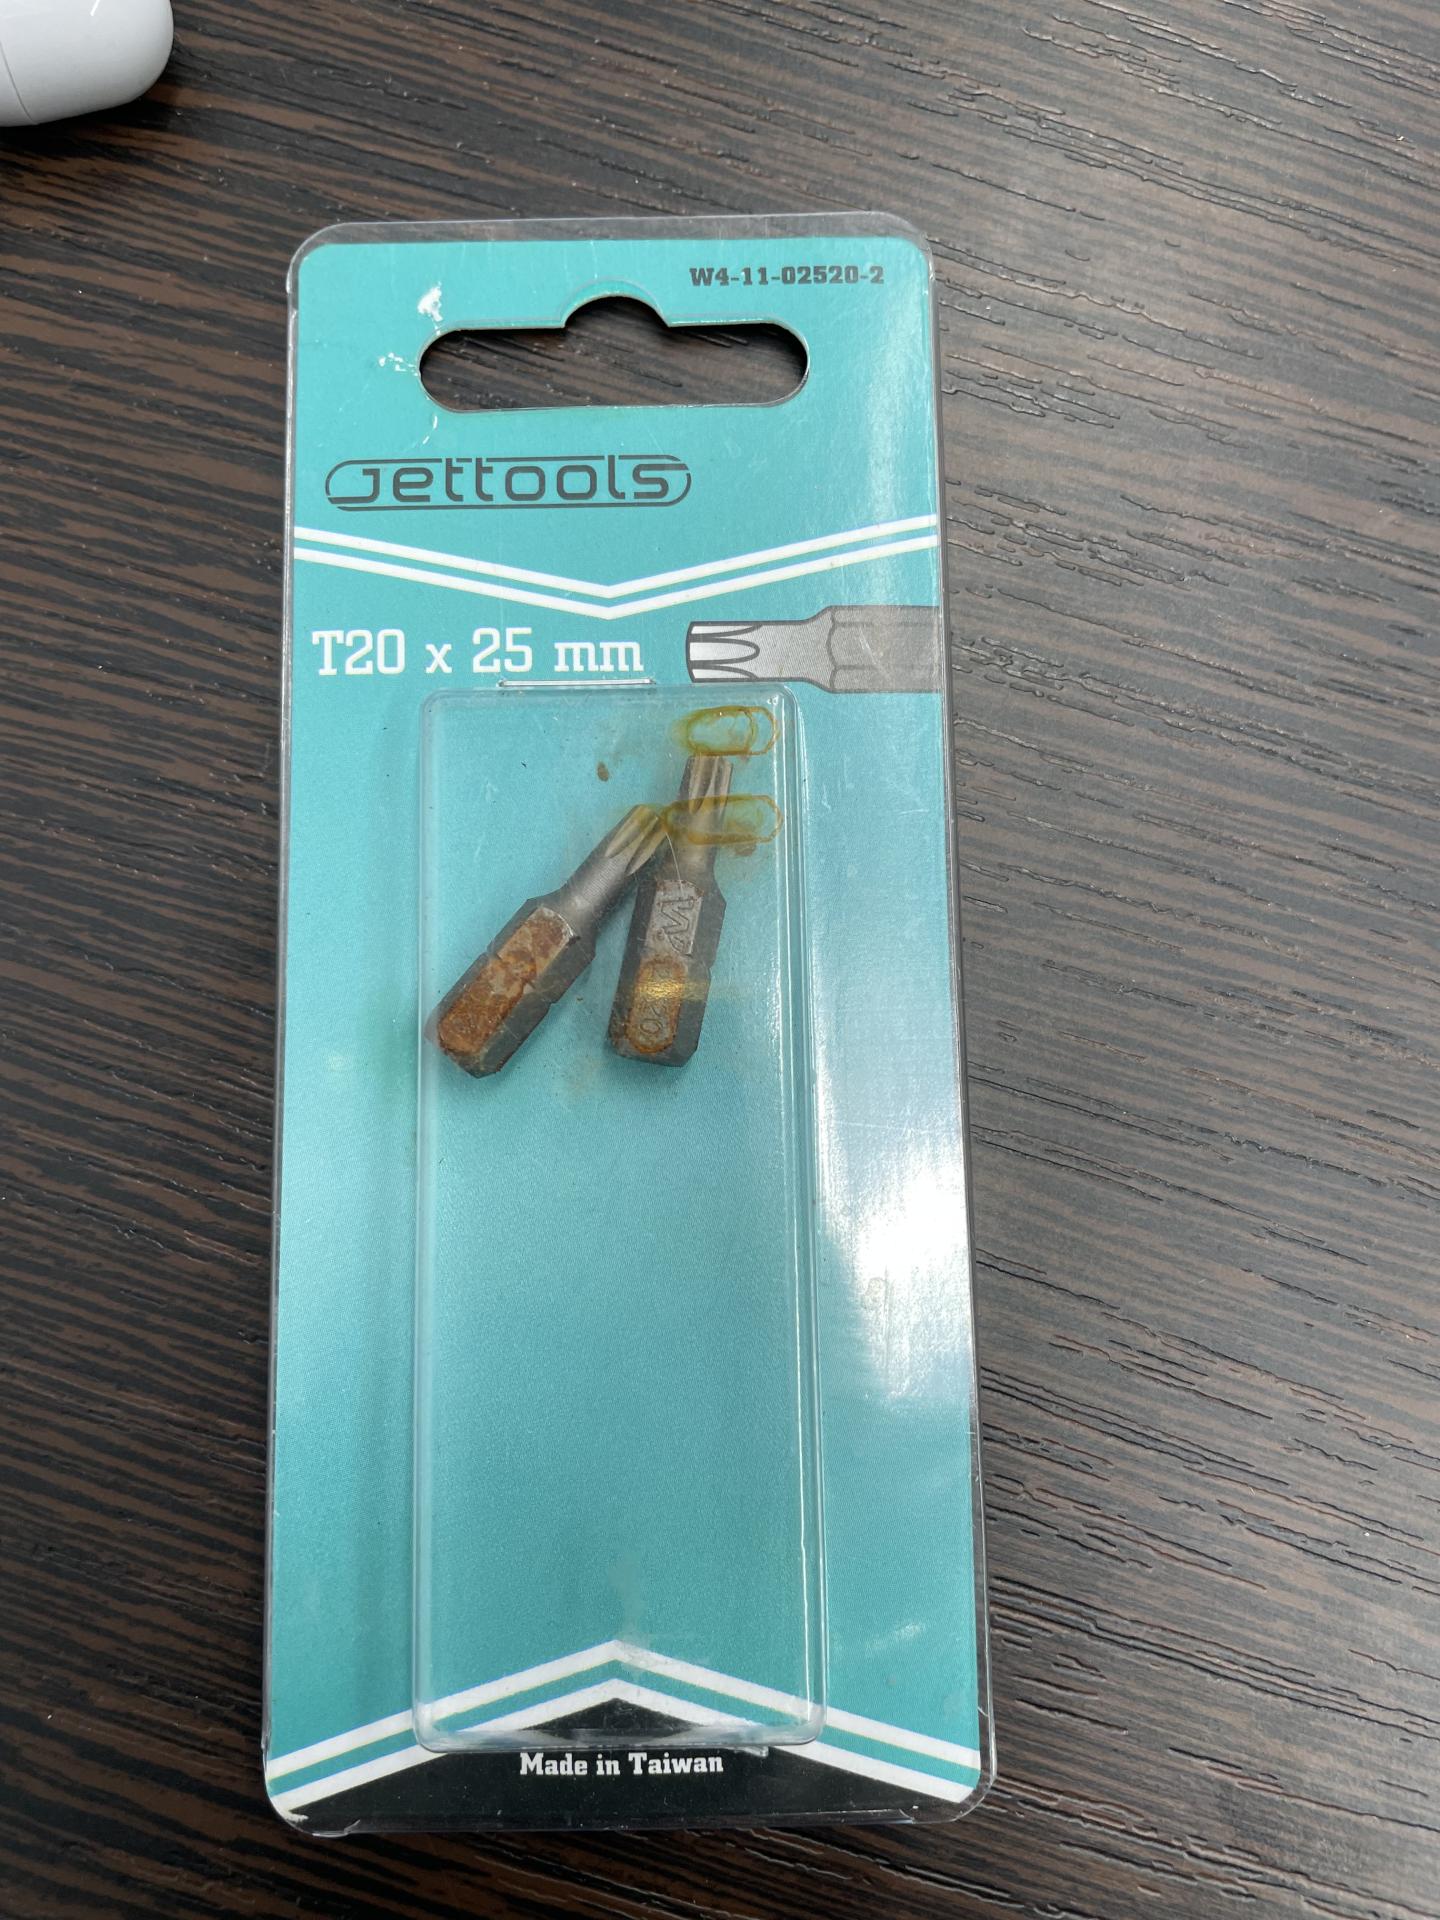 W4-11-02520-2
Jettools
T20 x 25 mm
Made in Taiwan